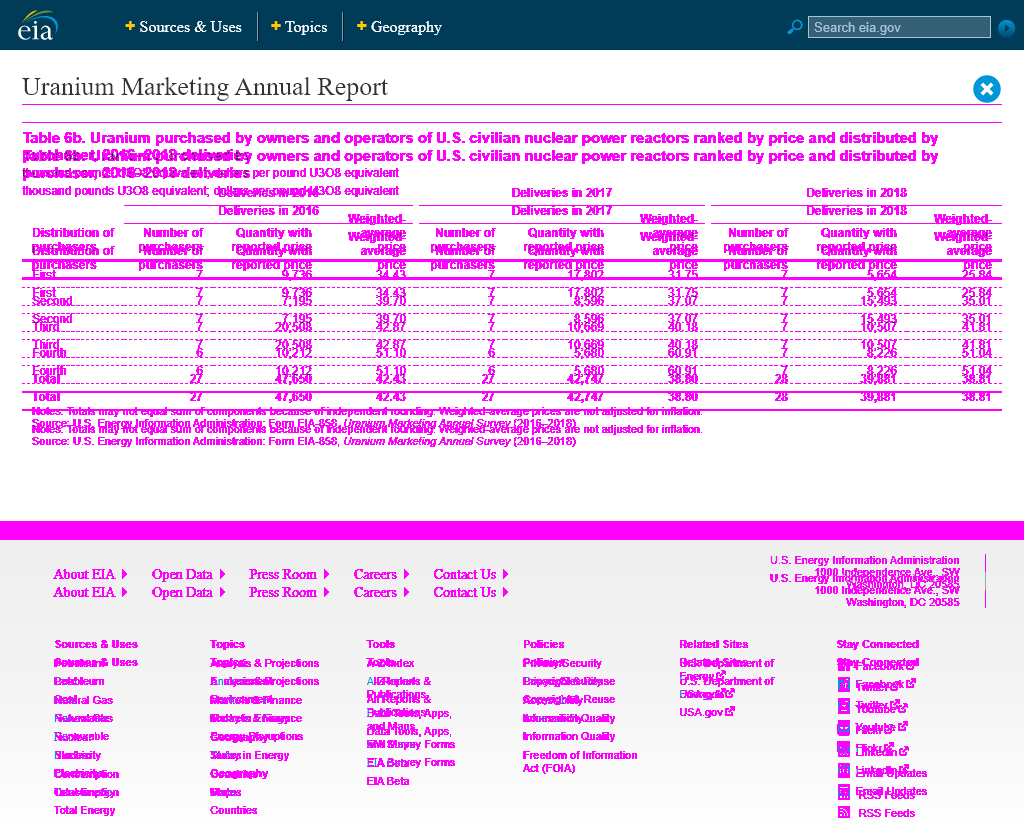 eia
Sources & Uses
Topics
Geography
Search eia.gov
Uranium Marketing Annual Report
Table 6b. Uranium purchased by owners and operators of U.S. civilian nuclear power reactors ranked by price and distributed by
purchaser, 2016–2018 deliveries
thousand pounds U3O8 equivalent; dollars per pound U3O8 equivalent
Deliveries in 2016 Deliveries in 2017 Deliveries in 2018
Distribution of purchasers Number of purchasers Quantity with reported price Weighted-average price Number of purchasers Quantity with reported price Weighted-average price Number of purchasers Quantity with reported price Weighted-average price
First 7 9,736 34.43 7 17,802 31.75 7 5,654 25.84
Second 7 7,195 39.70 7 8,596 37.07 7 15,493 35.01
Third 7 20,508 42.87 7 10,669 40.18 7 10,507 41.81
Fourth 6 10,212 51.10 6 5,680 60.91 7 8,226 51.04
Total 27 47,650 42.43 27 42,747 38.80 28 39,881 38.81
Notes: Totals may not equal sum of components because of independent rounding. Weighted-average prices are not adjusted for inflation.
Source: U.S. Energy Information Administration: Form EIA-858, Uranium Marketing Annual Survey (2016–2018)
About EIA
Open Data
Press Room
Careers
Contact Us
U.S. Energy Information Administration
1000 Independence Ave., SW
Washington, DC 20585
Sources & Uses
Petroleum
Coal
Natural Gas
Renewable
Nuclear
Electricity
Consumption
Total Energy
Topics
Analysis & Projections
Markets & Finance
Today in Energy
Geography
States
Countries
Tools
A-Z Index
All Reports &
Publications
Data Tools, Apps,
and Maps
EIA Survey Forms
EIA Beta
Policies
Privacy/Security
Copyright & Reuse
Accessibility
Information Quality
Freedom of Information
Act (FOIA)
Related Sites
U.S. Department of
Energy
USA.gov
Stay Connected
Facebook
Twitter
Youtube
Flickr
LinkedIn
Email Updates
RSS Feeds